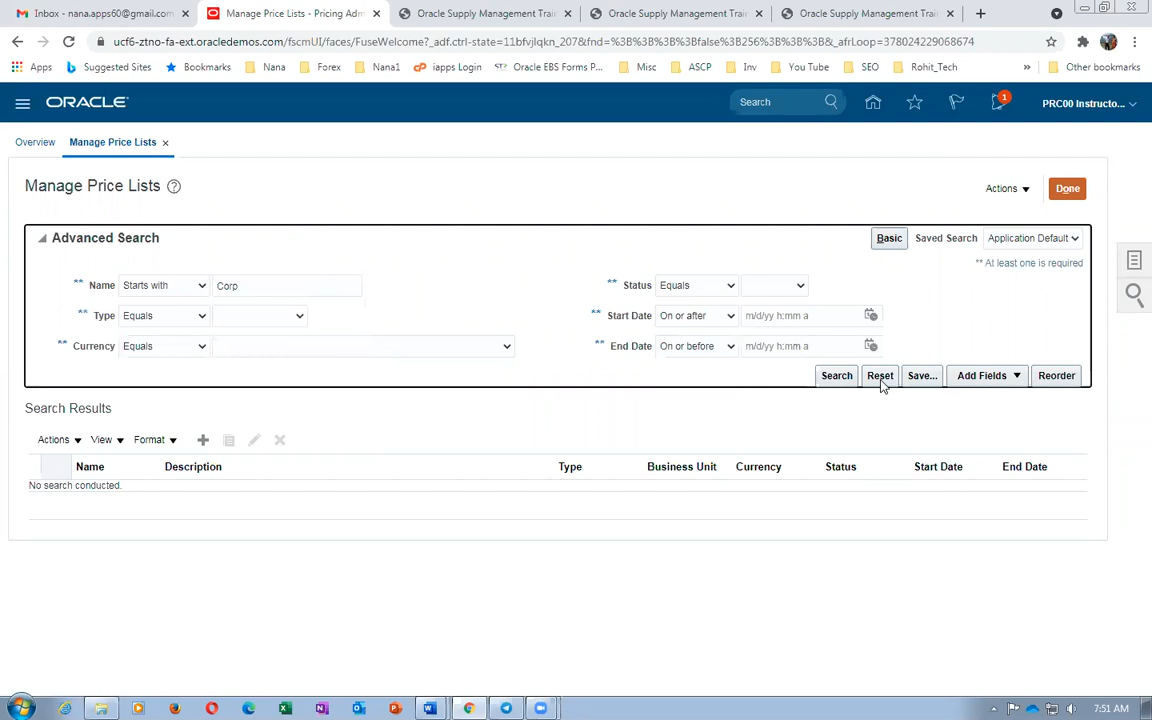 Inbox - nana.apps60@gmail.com
Manage Price Lists - Pricing Adm
Oracle Supply Management Trai
Oracle Supply Management Trai
Oracle Supply Management Trai
ucf6-ztno-fa-ext.oracledemos.com/fscmUI/faces/FuseWelcome?_adf.ctrl-state=11bfvjlqkn_207&fnd=%3B%3B%3B%3Bfalse%3B256%3B%3B%3B&_afrLoop=378024229068674
Apps Suggested Sites Bookmarks Nana Forex Nana1 iapps Login Oracle EBS Forms P... Misc ASCP Inv You Tube SEO Rohit_Tech » Other bookmarks
ORACLE Search 1 PRC00 Instructo...
Overview Manage Price Lists
Manage Price Lists ? Actions Done
Advanced Search Basic Saved Search Application Default
** At least one is required
** Name Starts with Corp ** Status Equals
** Type Equals ** Start Date On or after m/d/yy h:mm a
** Currency Equals ** End Date On or before m/d/yy h:mm a
Search Reset Save... Add Fields Reorder
Search Results
Actions View Format
Name Description Type Business Unit Currency Status Start Date End Date
No search conducted.
7:51 AM